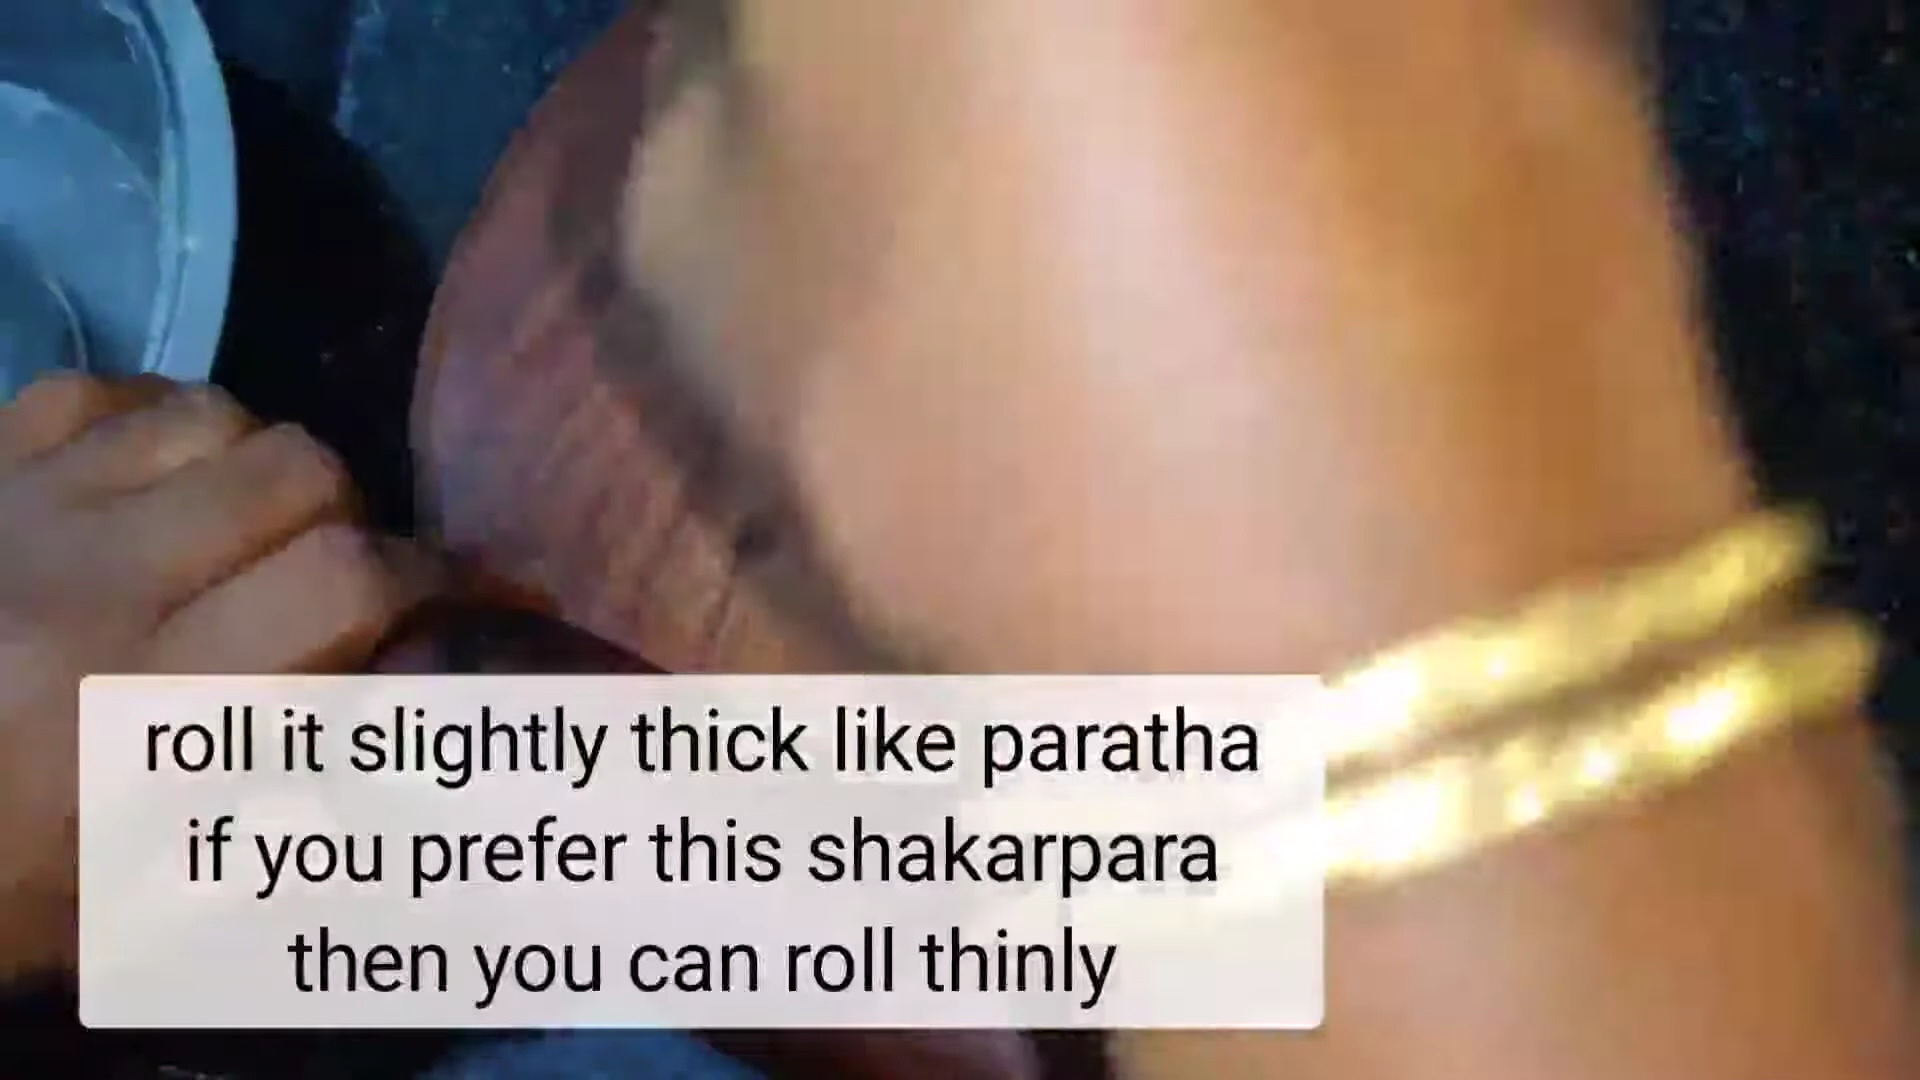 roll it slightly thick like paratha
if you prefer this shakarpara
then you can roll thinly